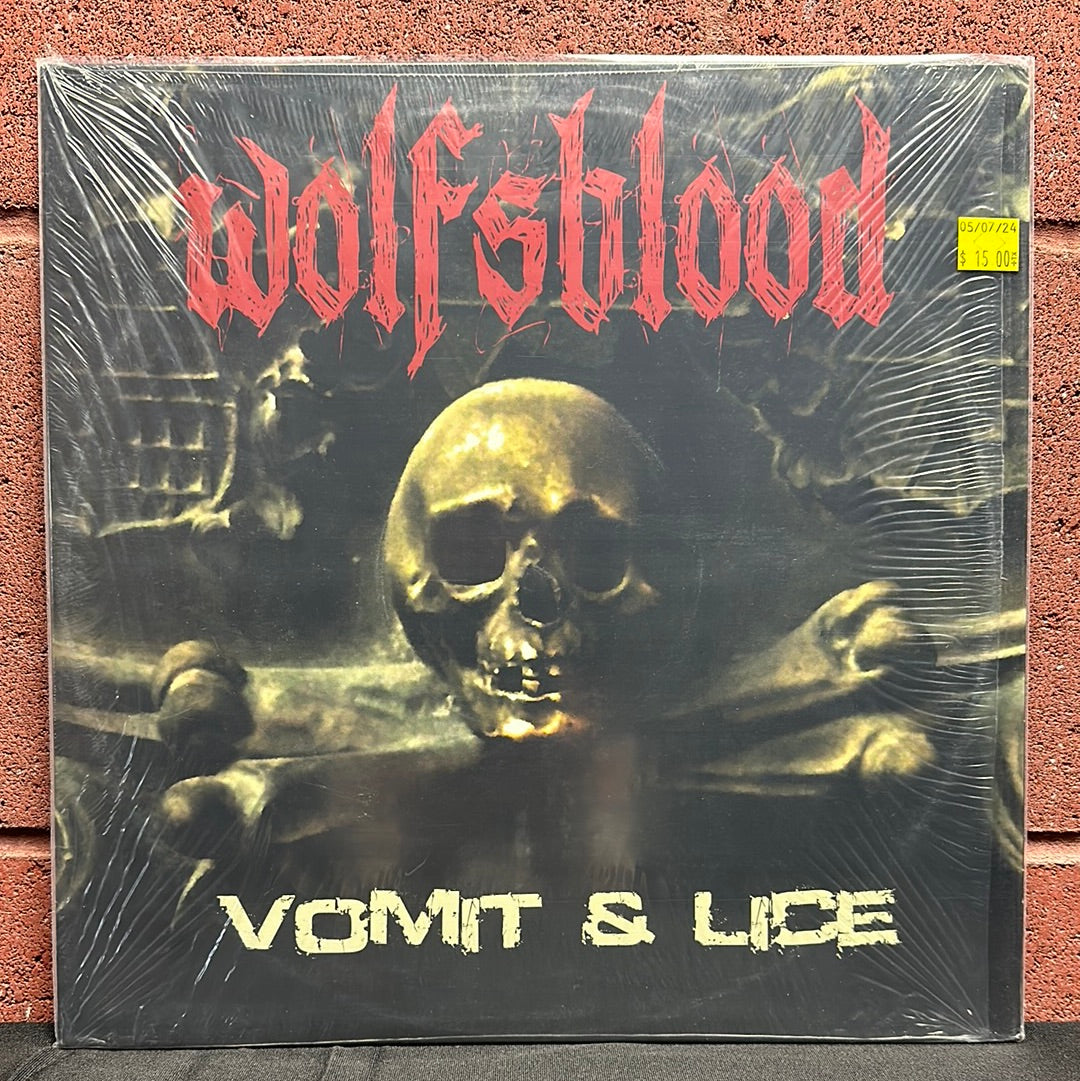 wolfsblood
05/07/24
$ 15.00
VOMIT & LICE